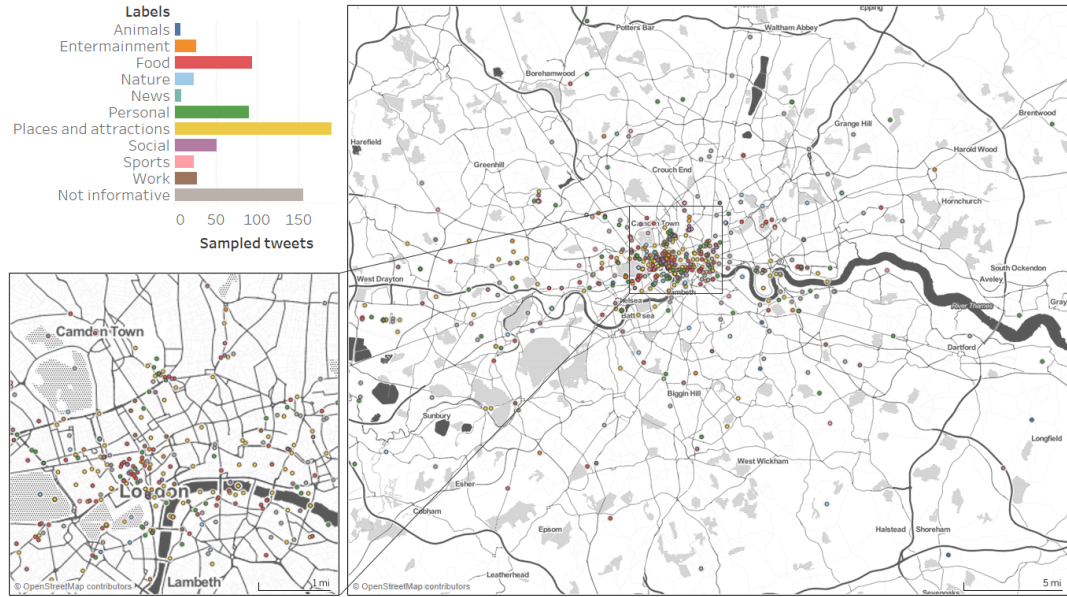 Labels
Animals
Entermainment
Food
Nature
News
Personal
Places and attractions
Social
Sports
Work
Not informative
0 50 100 150
Sampled tweets
Camden Town
London
Lambeth
© OpenStreetMap contributors
1 mi
Epping
Potters Bar
Waltham Abbey
Borehamwood
Brentwood
Grange Hill
Harefield
Harold Wood
Greenhill
Crouch End
Hornchurch
Camden Town
West Drayton
South Ockendon
Aveley
Lambeth
Chelsea
River Thames
Dartford
Biggin Hill
Sunbury
Longfield
West Wickham
Esher
Cobham
Epsom
Halstead
Shoreham
Leatherhead
© OpenStreetMap contributors
5 mi